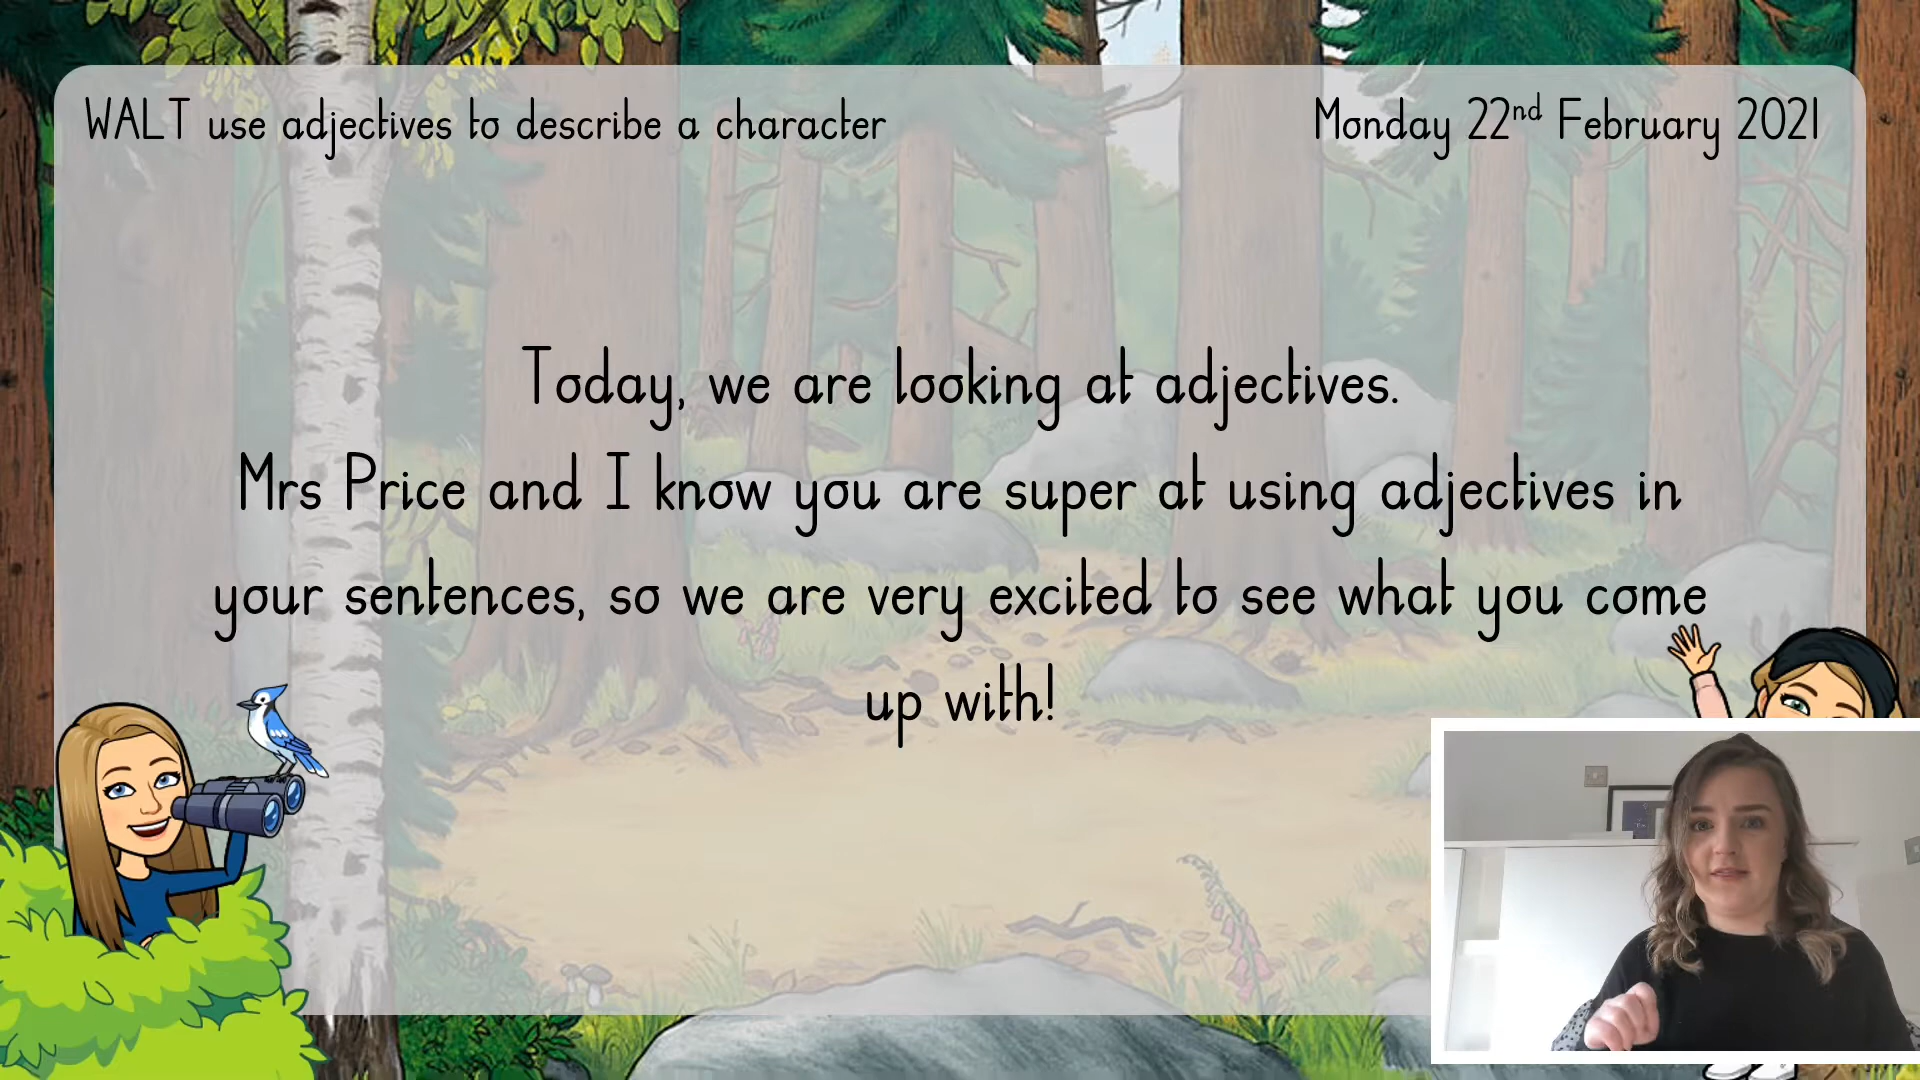 WALT use adjectives to describe a character
Monday 22nd February 2021
Today, we are looking at adjectives.
Mrs Price and I know you are super at using adjectives in
your sentences, so we are very excited to see what you come
up with!